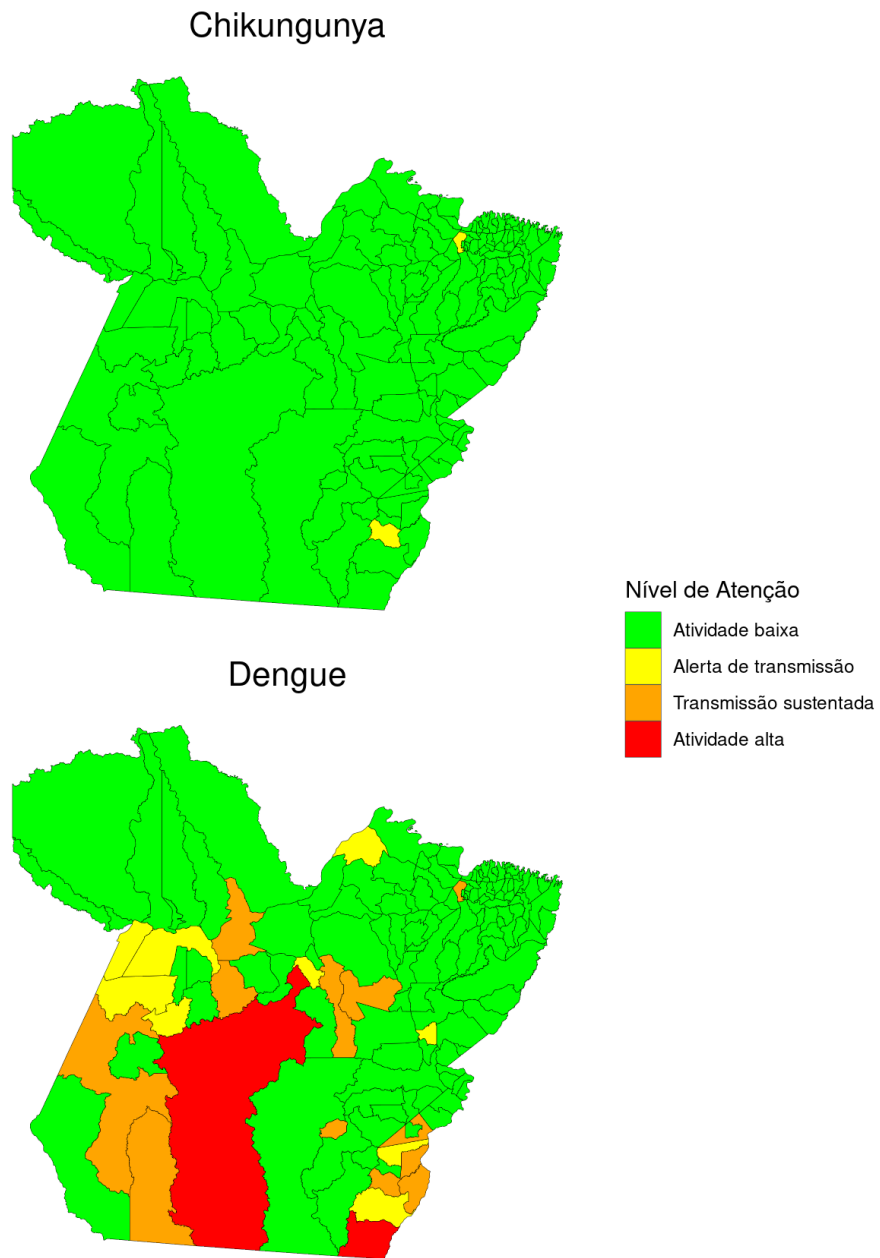 Chikungunya
Nível de Atenção
Atividade baixa
Alerta de transmissão
Transmissão sustentada
Atividade alta
Dengue